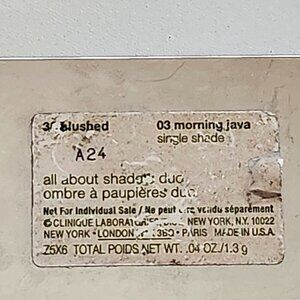 blushed 03 morning java
single shade
A24
all about shadow duo
ombre à paupières duo
Not For Individual Sale / Ne peut être vendu séparément
© CLINIQUE NEW YORK, N.Y. 10022
NEW YORK • LONDON PARIS • MADE IN U.S.A.
Z5X6 TOTAL POIDS NET WT. .04 OZ./1.3 g